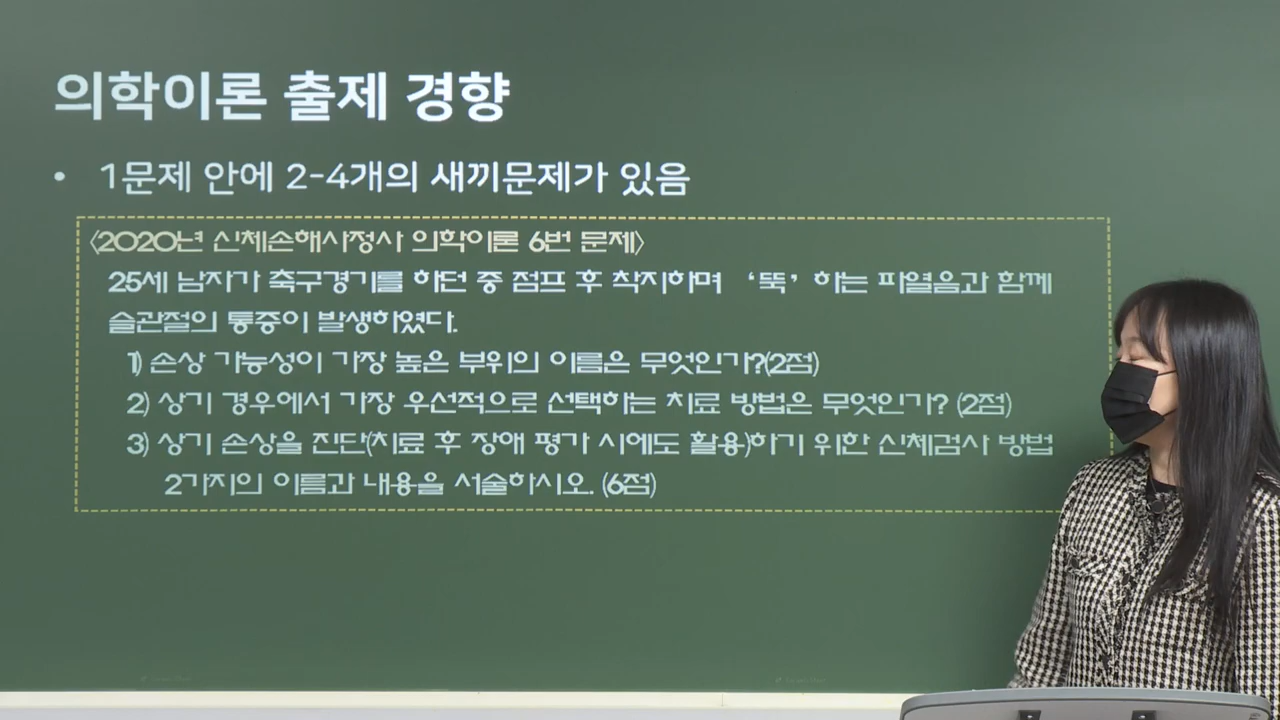 의학이론 출제 경향
• 1문제 안에 2-4개의 새끼문제가 있음
<2020년 신체손해사정사 의학이론 6번 문제>
25세 남자가 축구경기를 하던 중 점프 후 착지하며 ‘뚝’ 하는 파열음과 함께
슬관절의 통증이 발생하였다.
1) 손상 가능성이 가장 높은 부위의 이름은 무엇인가?(2점)
2) 상기 경우에서 가장 우선적으로 선택하는 치료 방법은 무엇인가? (2점)
3) 상기 손상을 진단(치료 후 장애 평가 시에도 활용)하기 위한 신체검사 방법
2가지의 이름과 내용을 서술하시오. (6점)